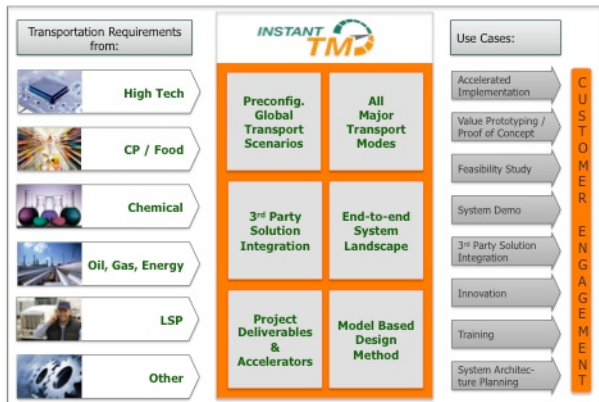 Transportation Requirements
from:
High Tech
CP / Food
Chemical
Oil, Gas, Energy
LSP
Other
INSTANT
TM
Preconfig.
Global
Transport
Scenarios
All
Major
Transport
Modes
3rd Party
Solution
Integration
End-to-end
System
Landscape
Project
Deliverables
&
Accelerators
Model Based
Design
Method
Use Cases:
Accelerated
Implementation
Value Prototyping /
Proof of Concept
Feasibility Study
System Demo
3rd Party Solution
Integration
Innovation
Training
System Architec-
ture Planning
CUSTOMER ENGAGEMENT